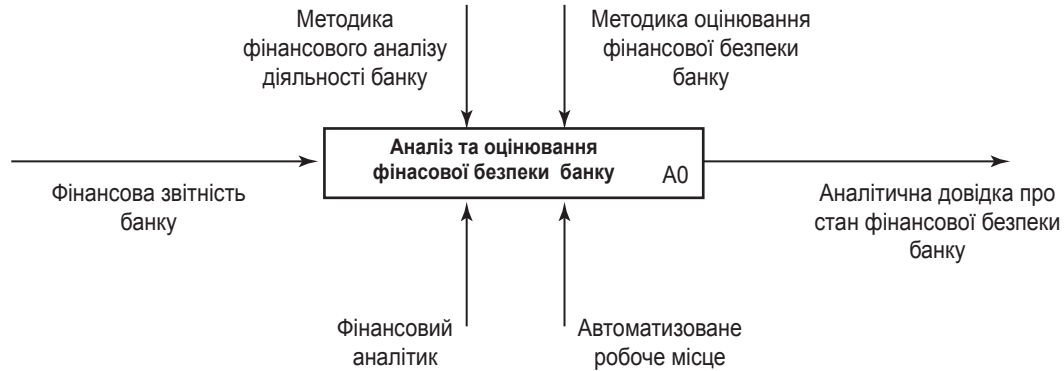 Методика
фінансового аналізу
діяльності банку
Методика оцінювання
фінансової безпеки
банку
Аналіз та оцінювання
фінасової безпеки банку
А0
Фінансова звітність
банку
Аналітична довідка про
стан фінансової безпеки
банку
Фінансовий
аналітик
Автоматизоване
робоче місце